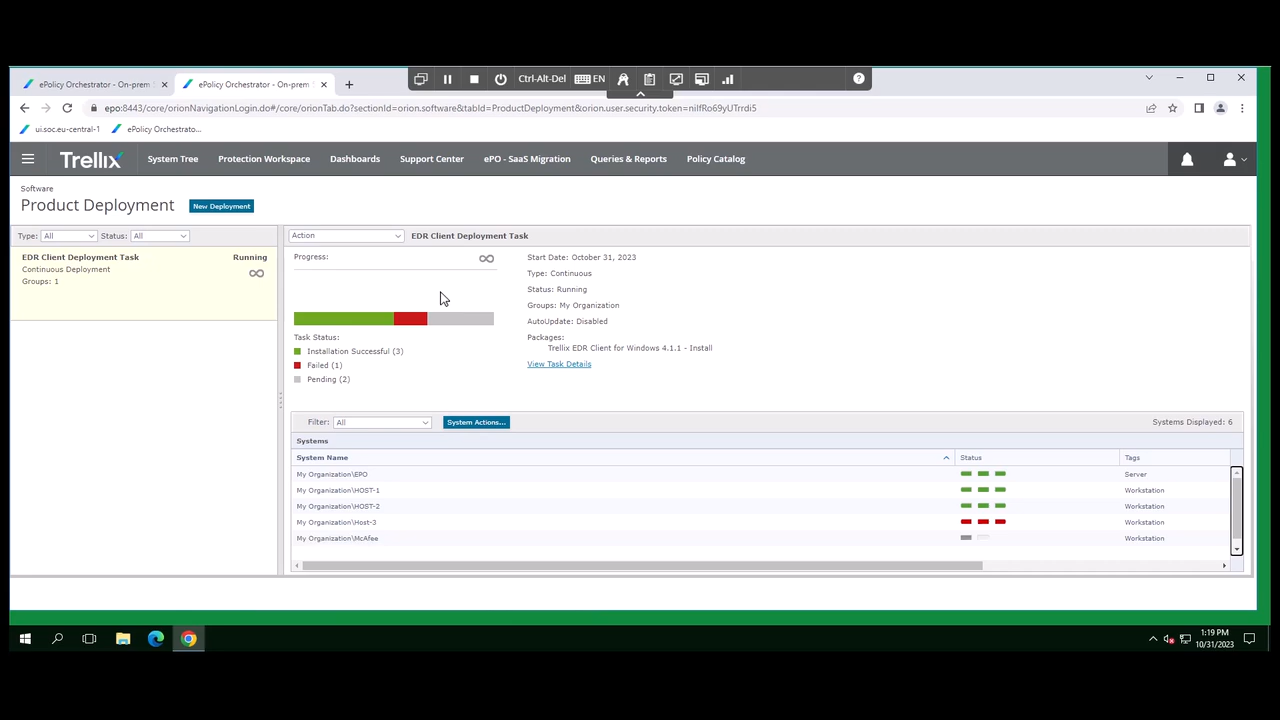 ePolicy Orchestrator - On-prem
ePolicy Orchestrator - On-prem
Ctrl-Alt-Del
EN
epo:8443/core/orionNavigationLogin.do#/core/orionTab.do?sectionId=orion.software&tabId=ProductDeployment&orion.user.security.token=nilfRo69yUTrrdi5
ui.soc.eu-central-1
ePolicy Orchestrato...
Trellix
System Tree
Protection Workspace
Dashboards
Support Center
ePO - SaaS Migration
Queries & Reports
Policy Catalog
Software
Product Deployment
New Deployment
Type: All Status: All
EDR Client Deployment Task Running
Continuous Deployment
Groups: 1
Action
EDR Client Deployment Task
Progress:
Task Status:
Installation Successful (3)
Failed (1)
Pending (2)
Start Date: October 31, 2023
Type: Continuous
Status: Running
Groups: My Organization
AutoUpdate: Disabled
Packages:
Trellix EDR Client for Windows 4.1.1 - Install
View Task Details
Filter: All System Actions... Systems Displayed: 6
Systems
System Name Status Tags
My Organization\EPO Server
My Organization\HOST-1 Workstation
My Organization\HOST-2 Workstation
My Organization\Host-3 Workstation
My Organization\McAfee Workstation
1:19 PM
10/31/2023